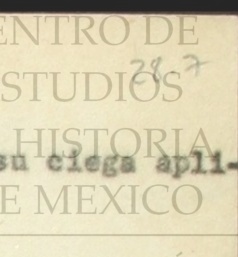 ENTRO DE
28-7
STUDIOS
HISTORIA
su ciega apli-
E MEXICO